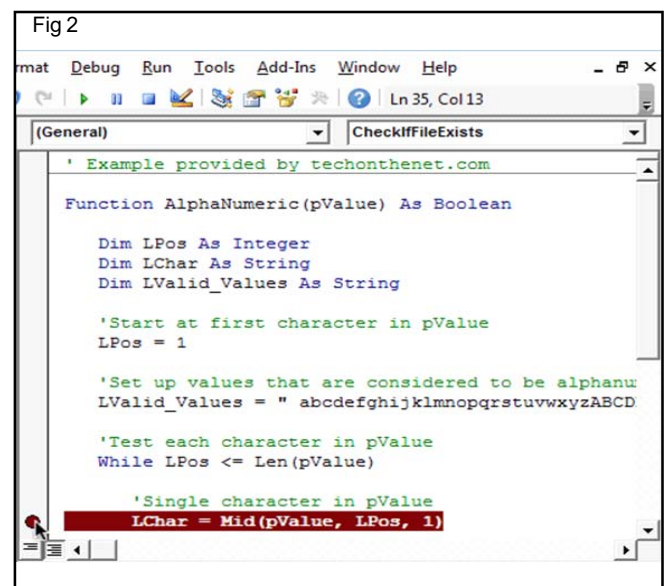 Fig 2
rmat Debug Run Tools Add-Ins Window Help
Ln 35, Col 13
(General) CheckIfFileExists
' Example provided by techonthenet.com
Function AlphaNumeric(pValue) As Boolean
Dim LPos As Integer
Dim LChar As String
Dim LValid_Values As String
'Start at first character in pValue
LPos = 1
'Set up values that are considered to be alphanu
LValid_Values = " abcdefghijklmnopqrstuvwxyzABCD
'Test each character in pValue
While LPos <= Len(pValue)
'Single character in pValue
LChar = Mid(pValue, LPos, 1)